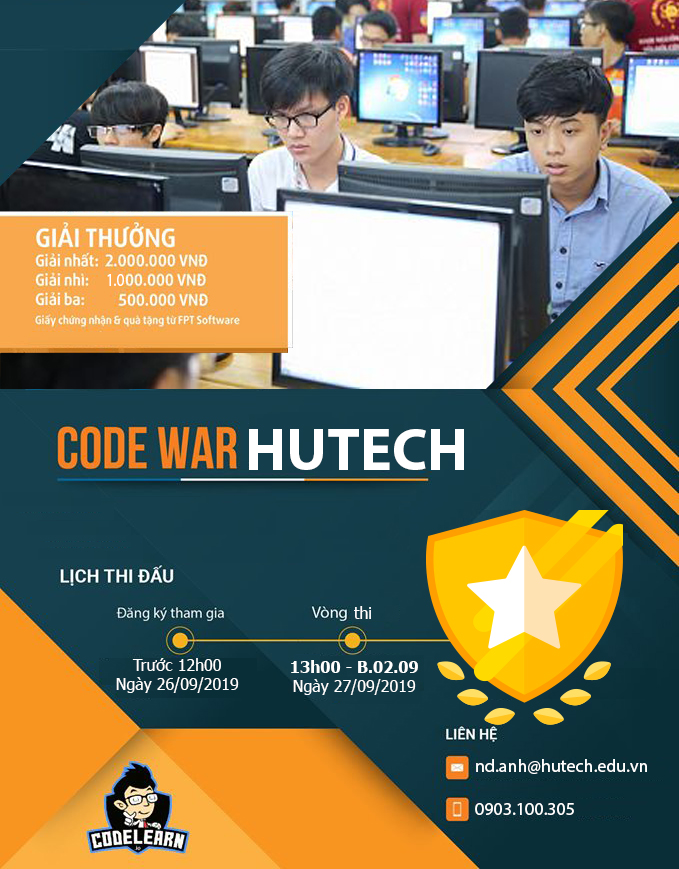 GIẢI THƯỞNG
Giải nhất: 2.000.000 VNĐ
Giải nhì: 1.000.000 VNĐ
Giải ba: 500.000 VNĐ
Giấy chứng nhận & quà tặng từ FPT Software
CODE WAR HUTECH
LỊCH THI ĐẤU
Đăng ký tham gia
Trước 12h00
Ngày 26/09/2019
Vòng thi
13h00 - B.02.09
Ngày 27/09/2019
LIÊN HỆ
nd.anh@hutech.edu.vn
0903.100.305
CODELEARN